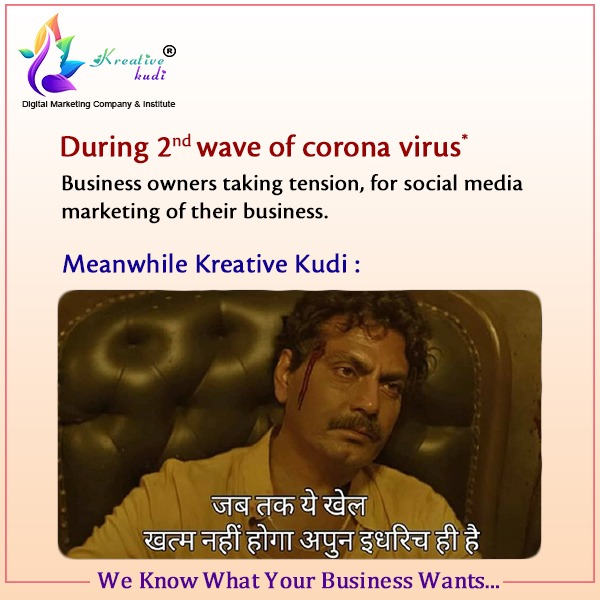 Kreative®
kudi
Digital Marketing Company & Institute
During 2nd wave of corona virus*
Business owners taking tension, for social media
marketing of their business.
Meanwhile Kreative Kudi :
जब तक ये खेल
खत्म नहीं होगा अपुन इधरिच ही है
We Know What Your Business Wants...